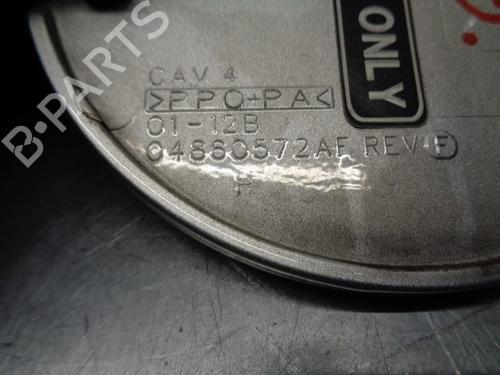 ONLY
CAV 4
>PPO+PA<
01-12B
04880572AF REV F
B-PARTS